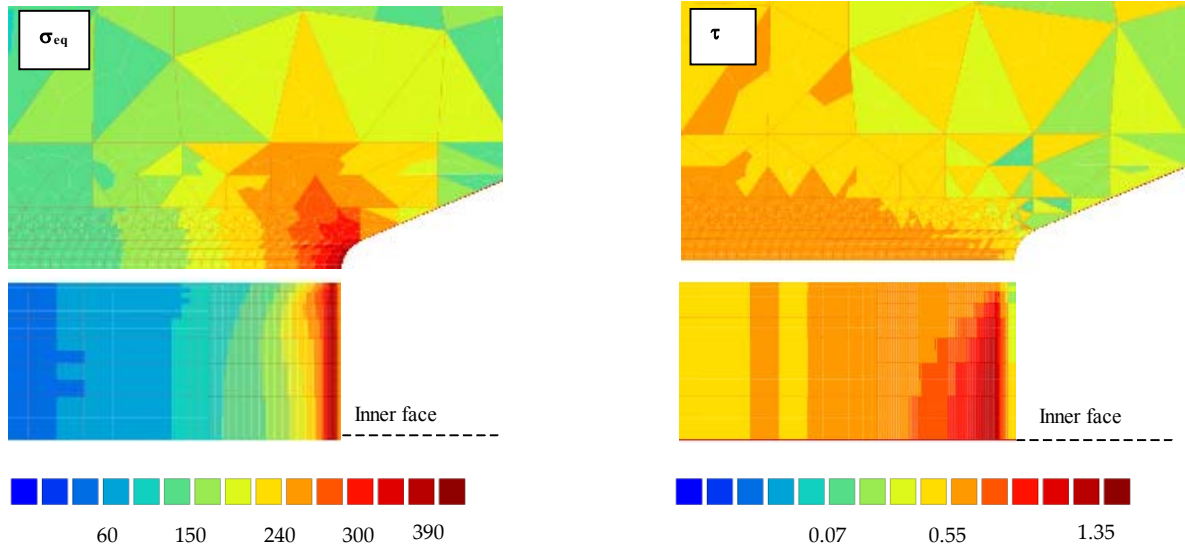 σeq
τ
Inner face
Inner face
60 150 240 300 390
0.07 0.55 1.35